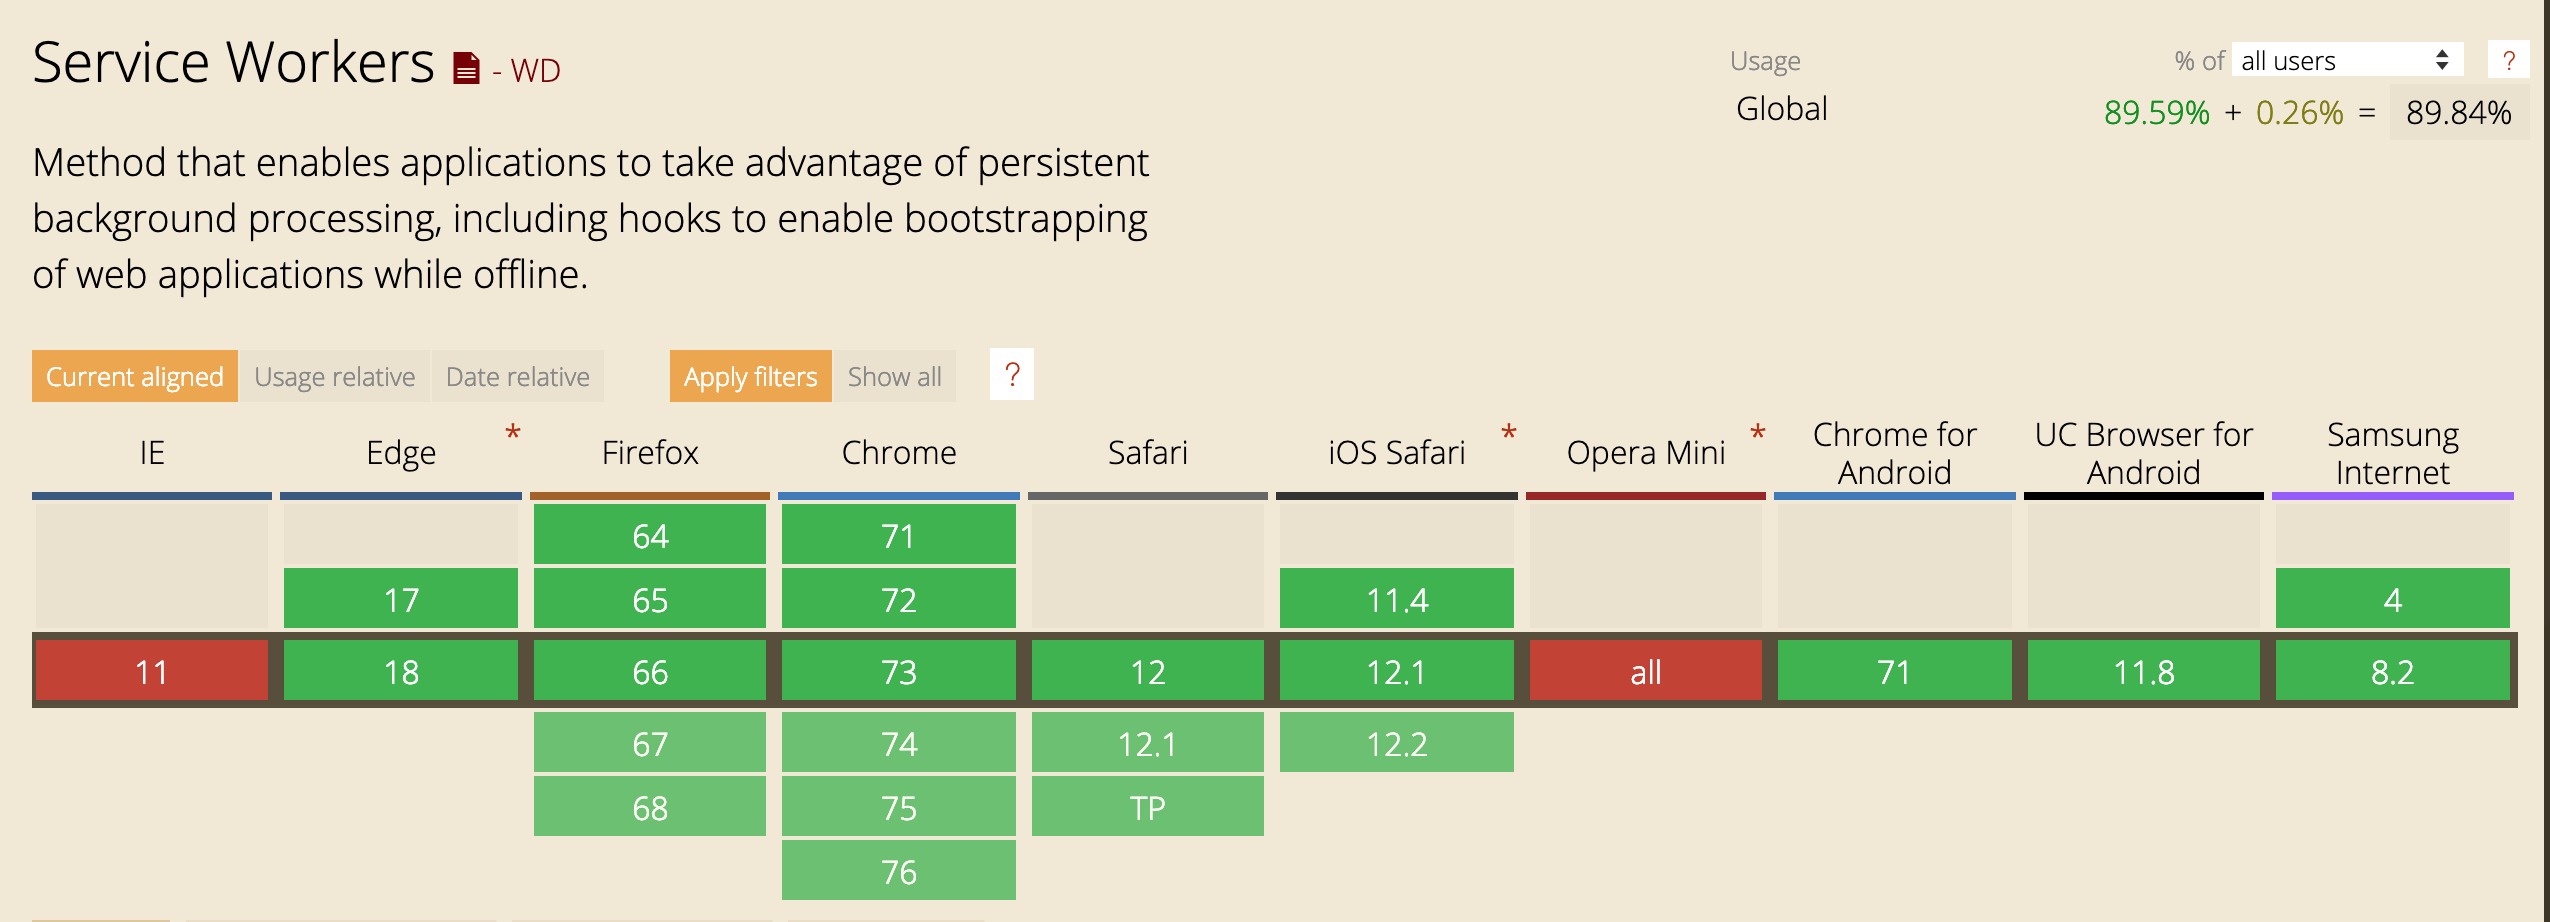 Service Workers - WD
Usage % of all users ?
Global 89.59% + 0.26% = 89.84%
Method that enables applications to take advantage of persistent
background processing, including hooks to enable bootstrapping
of web applications while offline.
Current aligned Usage relative Date relative Apply filters Show all ?
IE Edge * Firefox Chrome Safari iOS Safari * Opera Mini * Chrome for Android UC Browser for Android Samsung Internet
64 71
17 65 72 11.4 4
11 18 66 73 12 12.1 all 71 11.8 8.2
67 74 12.1 12.2
68 75 TP
76